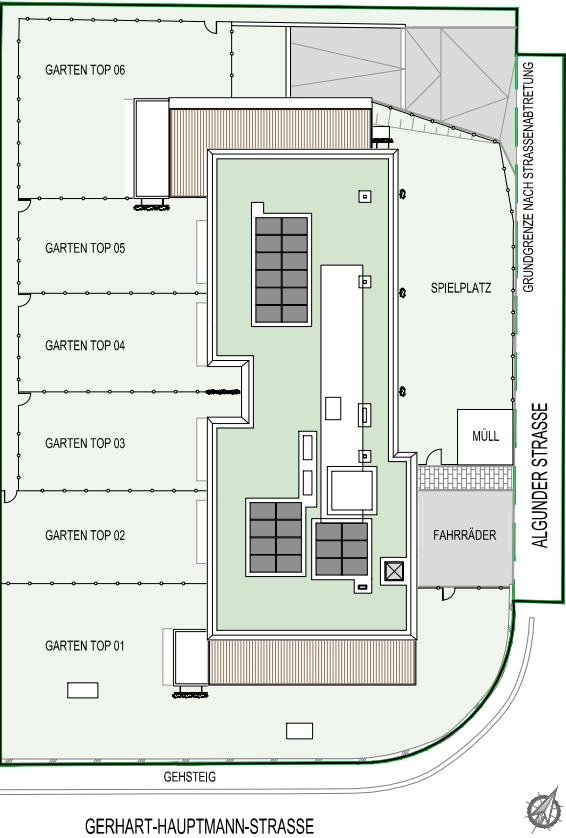 GARTEN TOP 06
GRUNDGRENZE NACH STRASSENABTRETUNG
GARTEN TOP 05
SPIELPLATZ
GARTEN TOP 04
GARTEN TOP 03
MÜLL
ALGUNDER STRASSE
GARTEN TOP 02
FAHRRÄDER
GARTEN TOP 01
GEHSTEIG
GERHART-HAUPTMANN-STRASSE